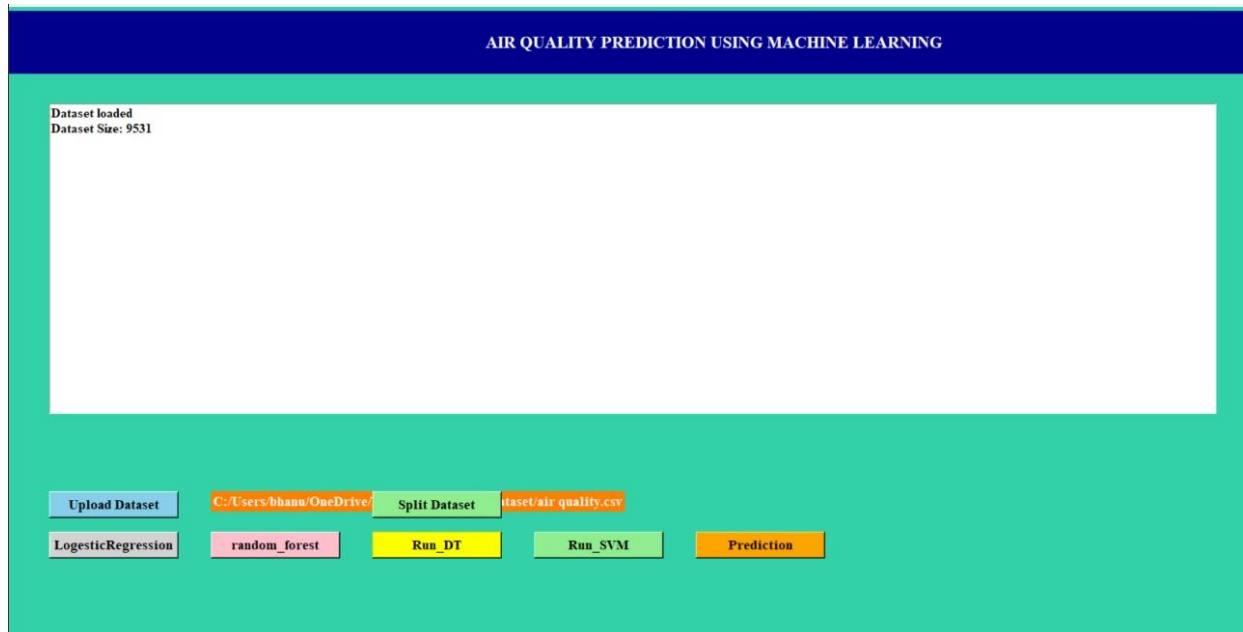 AIR QUALITY PREDICTION USING MACHINE LEARNING
Dataset loaded
Dataset Size: 9531
Upload Dataset
C:/Users/bhanu/OneDrive/
Split Dataset
taset/air quality.csv
LogesticRegression
random_forest
Run_DT
Run_SVM
Prediction